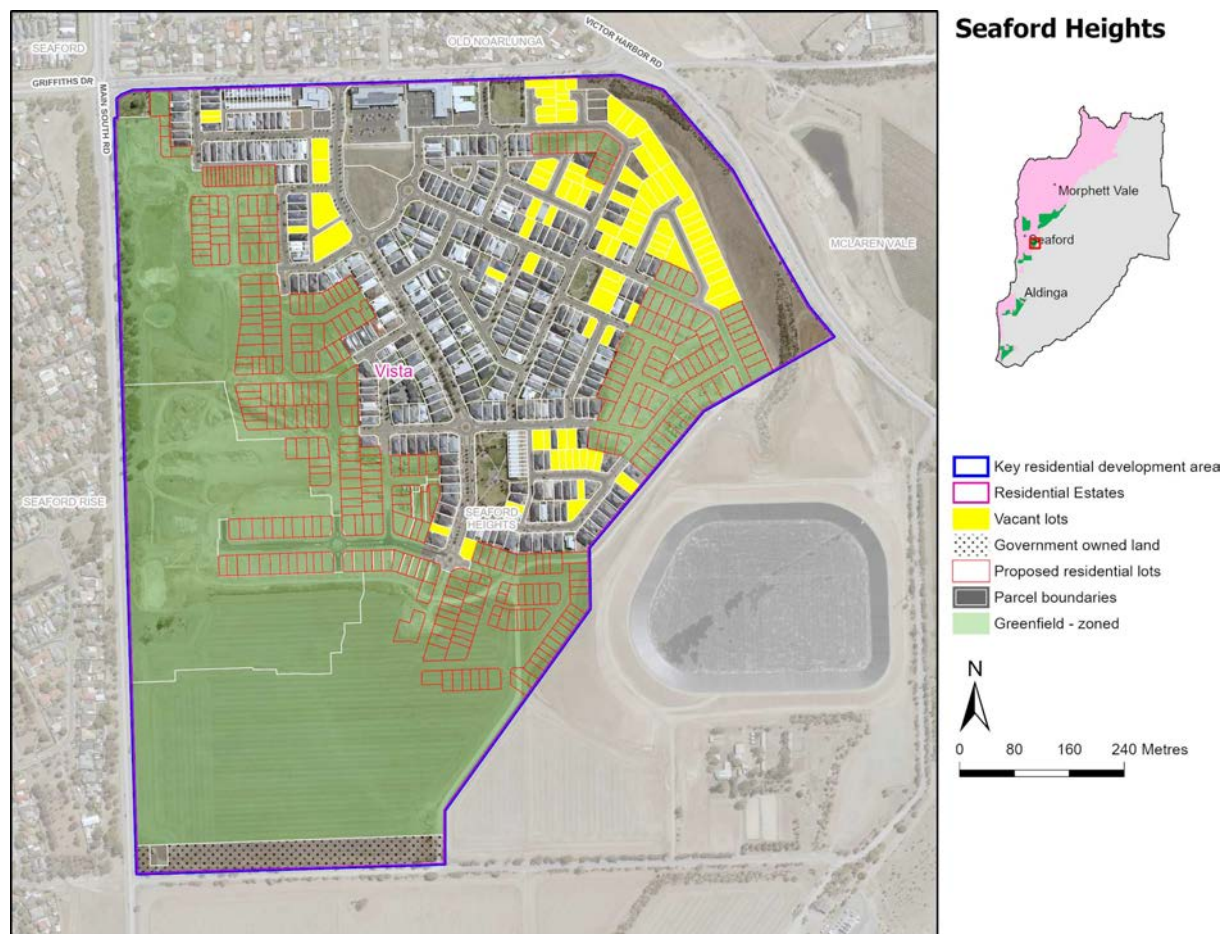 Seaford Heights
SEAFORD
OLD NOARLUNGA
VICTOR HARBOR RD
GRIFFITHS DR
MAIN SOUTH RD
MCLAREN VALE
Vista
SEAFORD RISE
SEAFORD
HEIGHTS
Morphett Vale
Seaford
Aldinga
Key residential development area
Residential Estates
Vacant lots
Government owned land
Proposed residential lots
Parcel boundaries
Greenfield - zoned
N
0 80 160 240 Metres